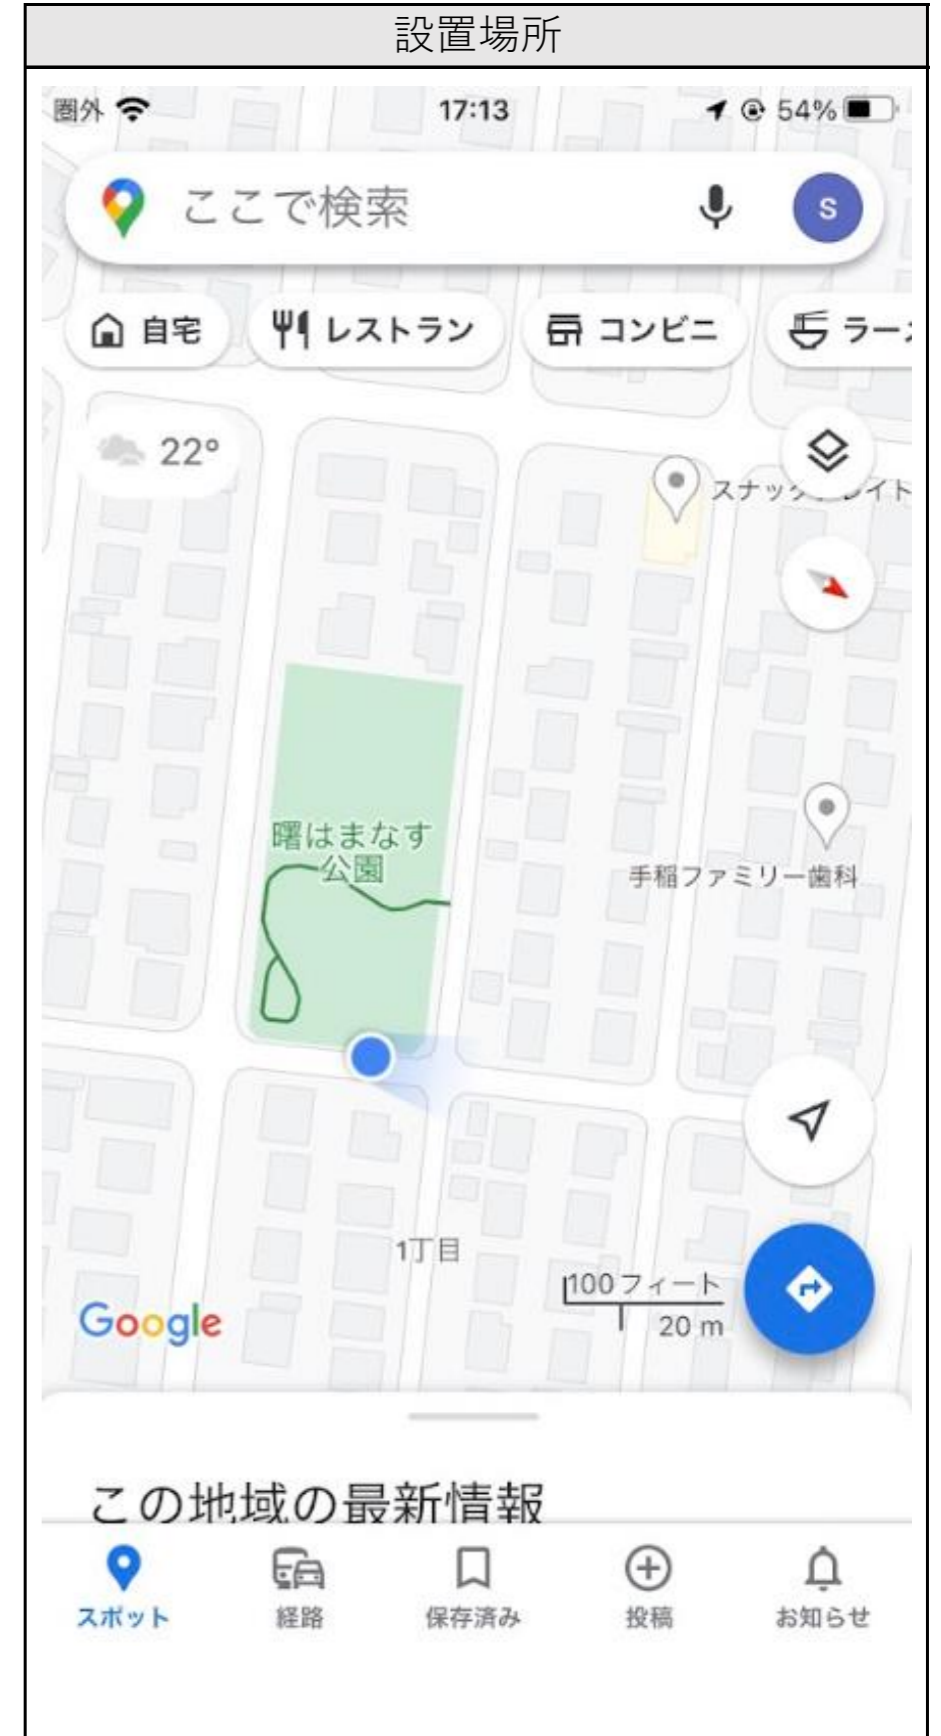 設置場所
圏外 17:13 54%
ここで検索 S
自宅 レストラン コンビニ
22°
曙はまなす
公園
手稲ファミリー歯科
1丁目
100フィート
20 m
Google
この地域の最新情報
スポット 経路 保存済み 投稿 お知らせ